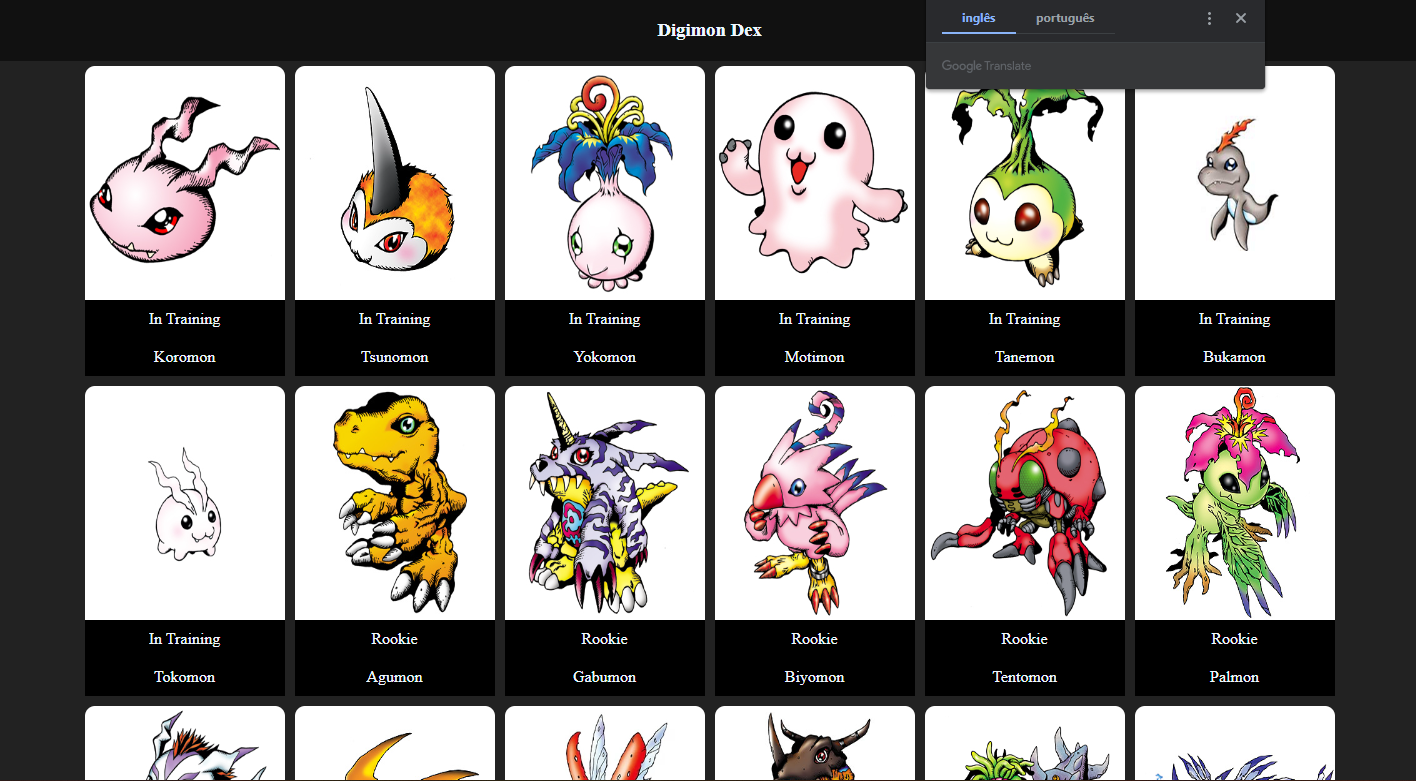 Digimon Dex
inglês português
Google Translate
In Training In Training In Training In Training In Training In Training
Koromon Tsunomon Yokomon Motimon Tanemon Bukamon
In Training Rookie Rookie Rookie Rookie Rookie
Tokomon Agumon Gabumon Biyomon Tentomon Palmon